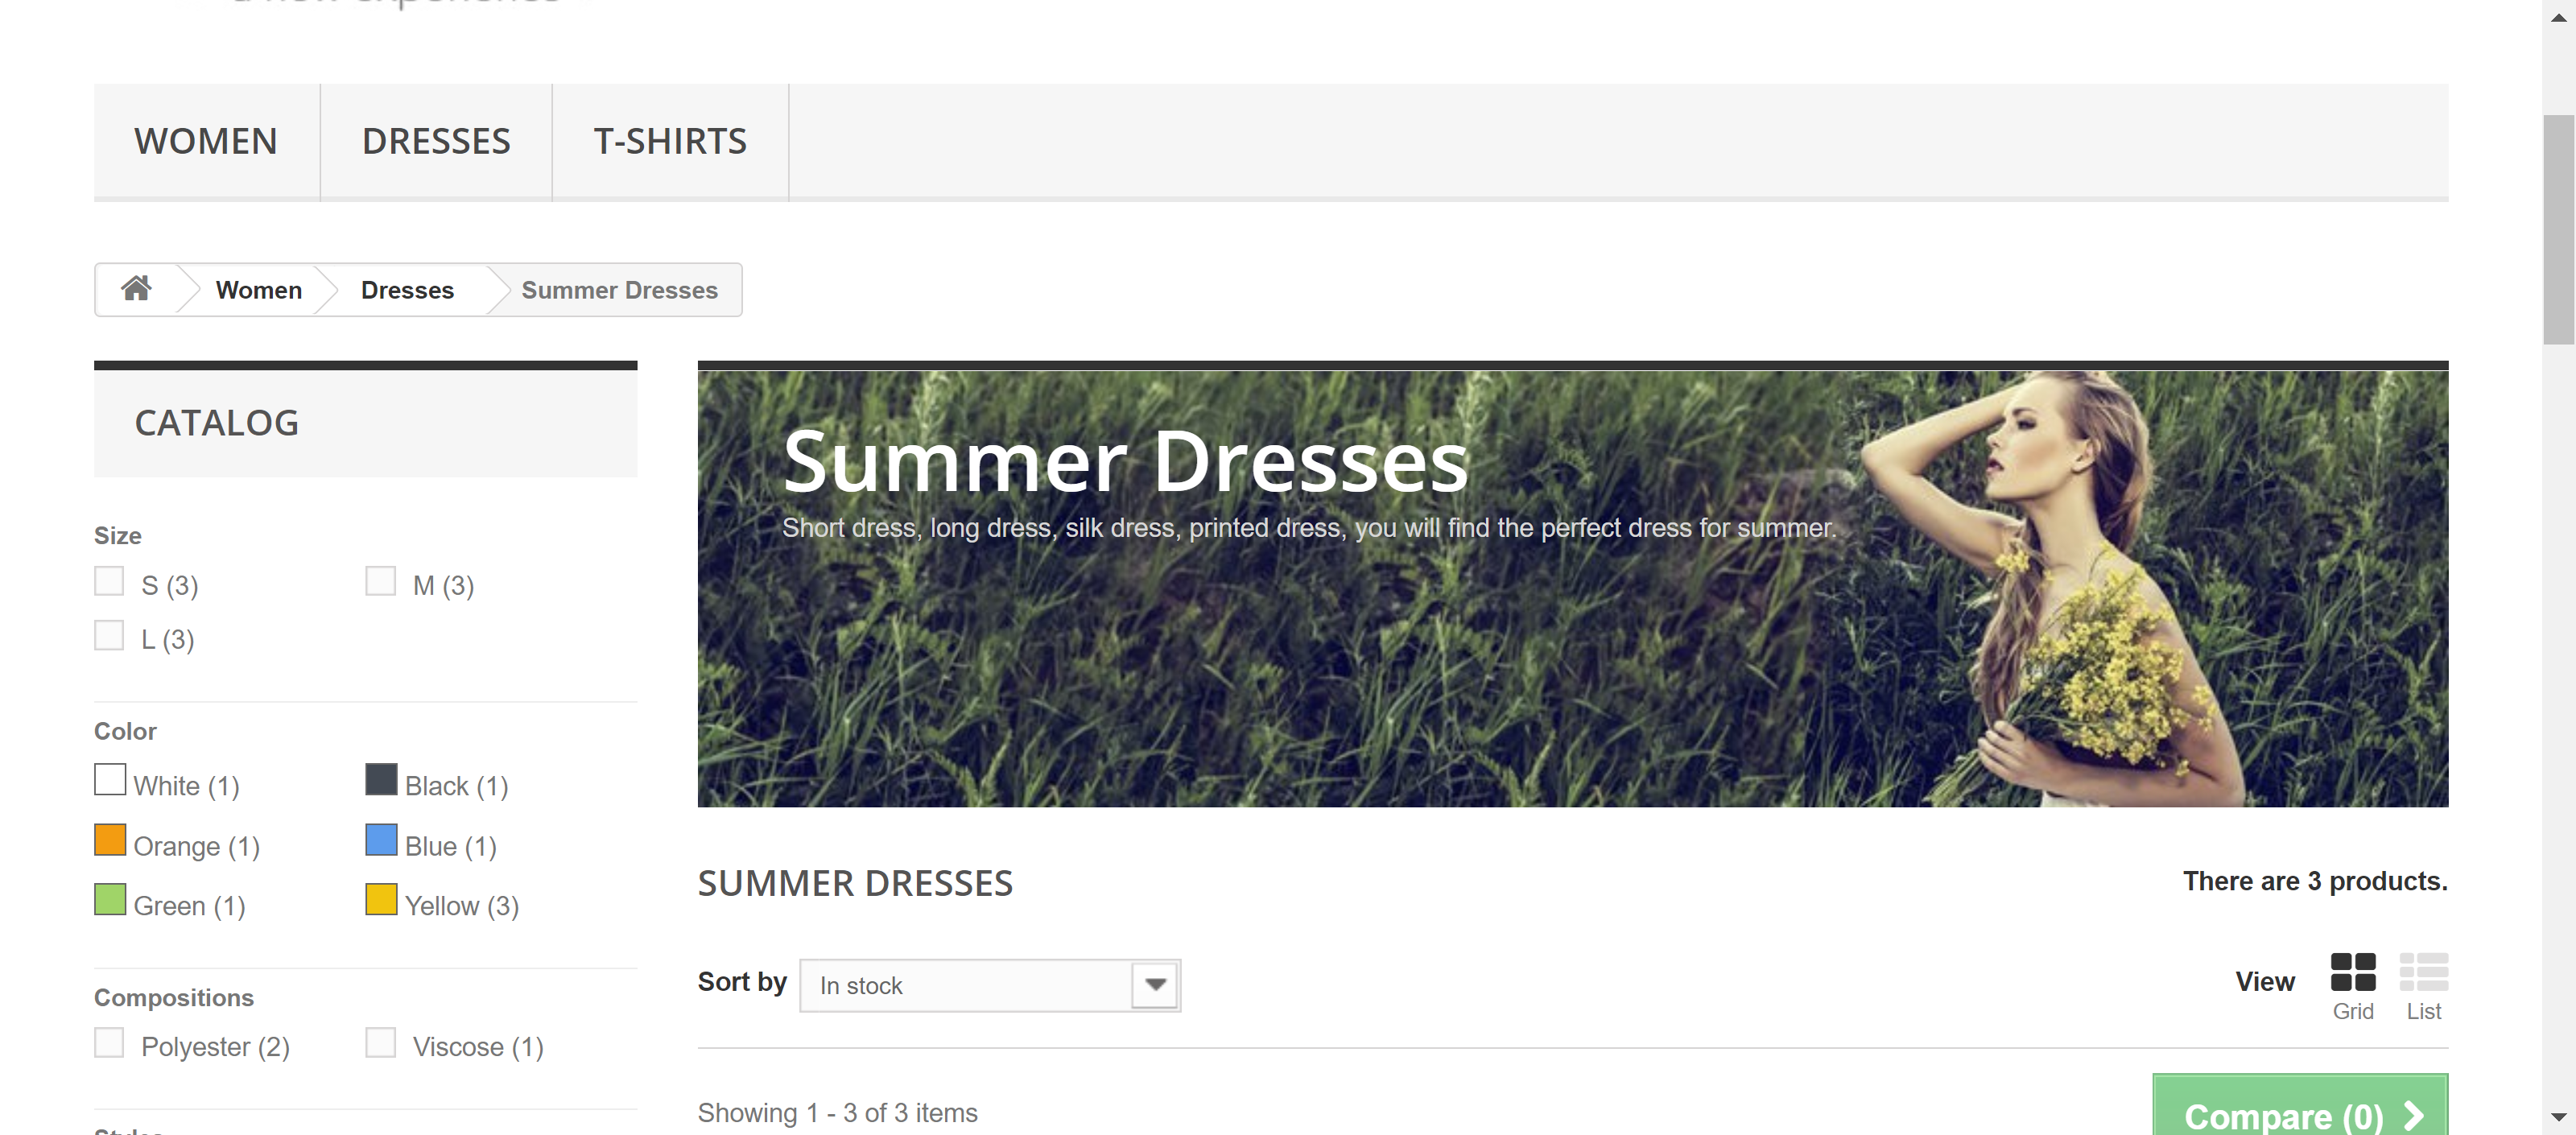 WOMEN
DRESSES
T-SHIRTS
Women
Dresses
Summer Dresses
CATALOG
Size
S (3)
M (3)
L (3)
Color
White (1)
Black (1)
Orange (1)
Blue (1)
Green (1)
Yellow (3)
Compositions
Polyester (2)
Viscose (1)
Summer Dresses
Short dress, long dress, silk dress, printed dress, you will find the perfect dress for summer.
SUMMER DRESSES
There are 3 products.
Sort by
In stock
View
Grid
List
Showing 1 - 3 of 3 items
Compare (0)